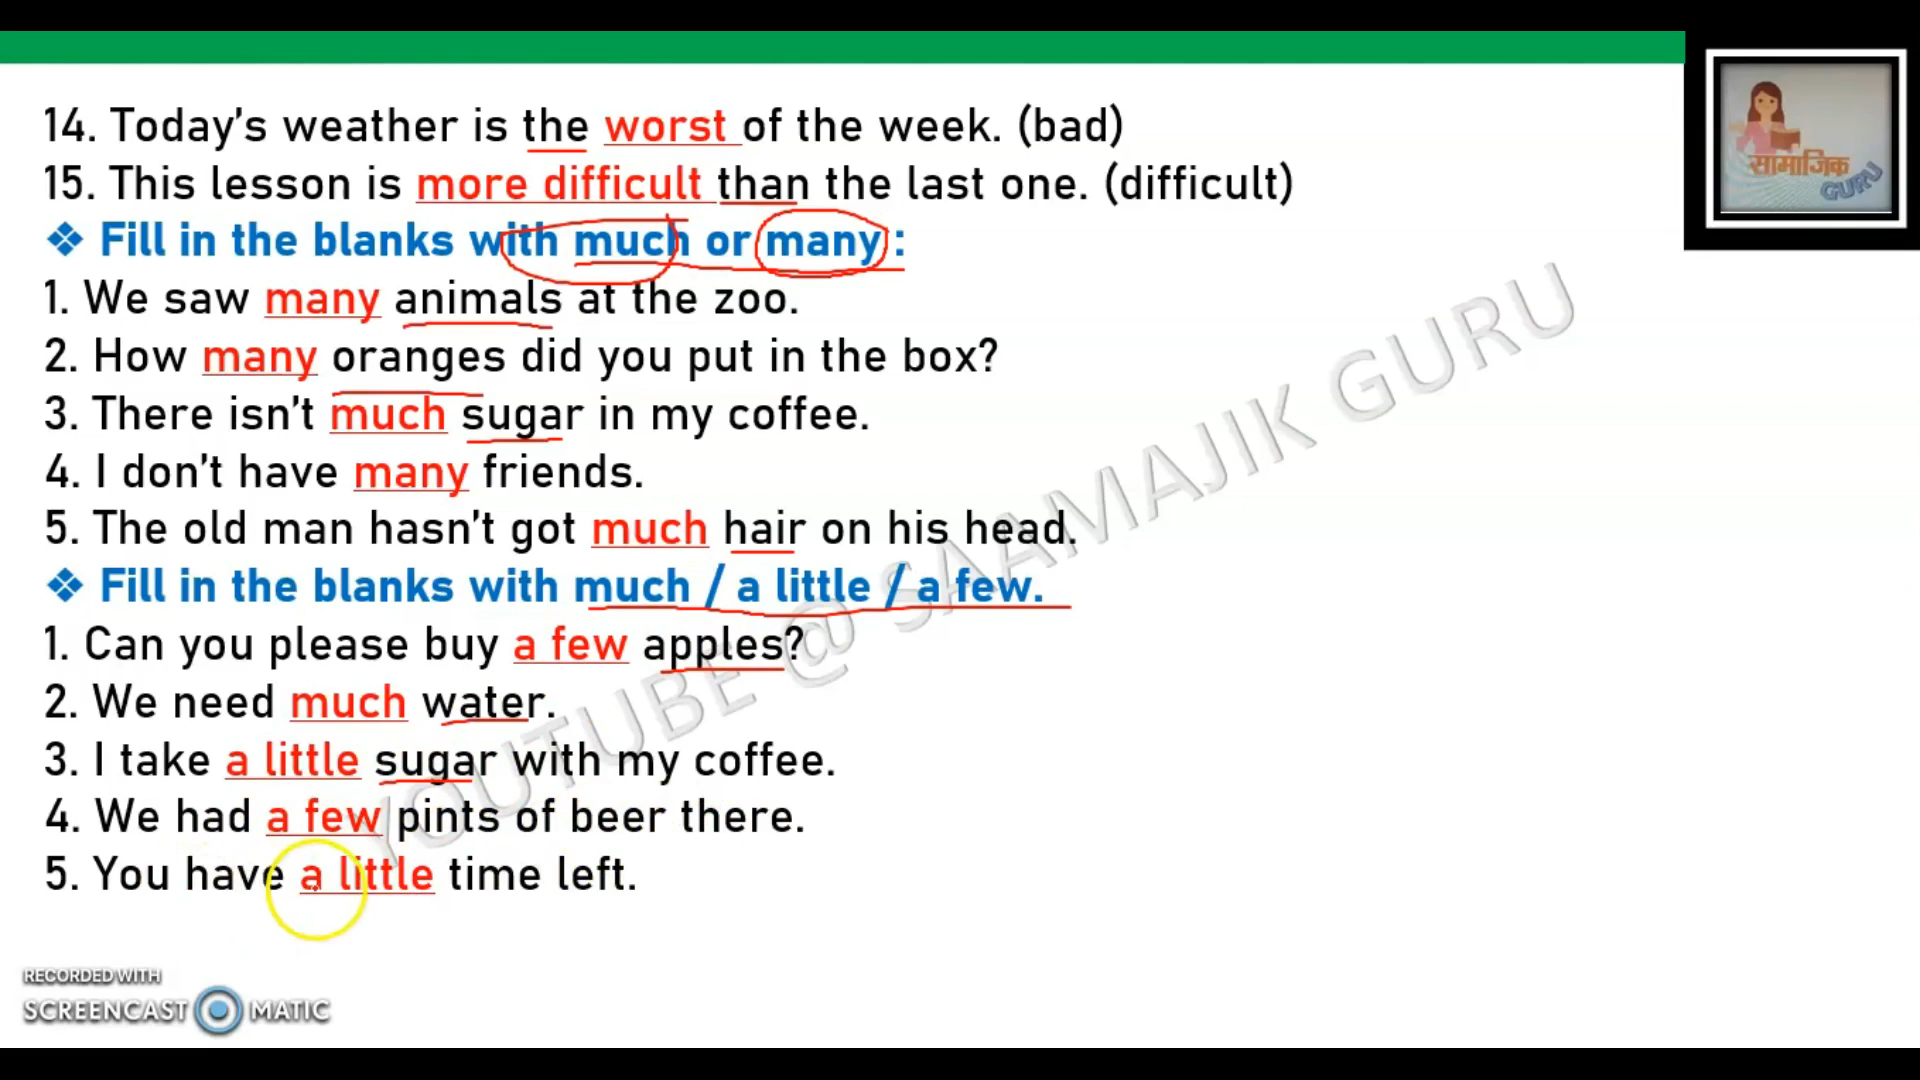 14. Today's weather is the worst of the week. (bad)
15. This lesson is more difficult than the last one. (difficult)
❖ Fill in the blanks with much or many :
1. We saw many animals at the zoo.
2. How many oranges did you put in the box?
3. There isn't much sugar in my coffee.
4. I don't have many friends.
5. The old man hasn't got much hair on his head.
❖ Fill in the blanks with much / a little / a few.
1. Can you please buy a few apples?
2. We need much water.
3. I take a little sugar with my coffee.
4. We had a few pints of beer there.
5. You have a little time left.
YOUTUBE @ SAAMAJIK GURU
सामाजिक
GURU
RECORDED WITH
SCREENCAST MATIC